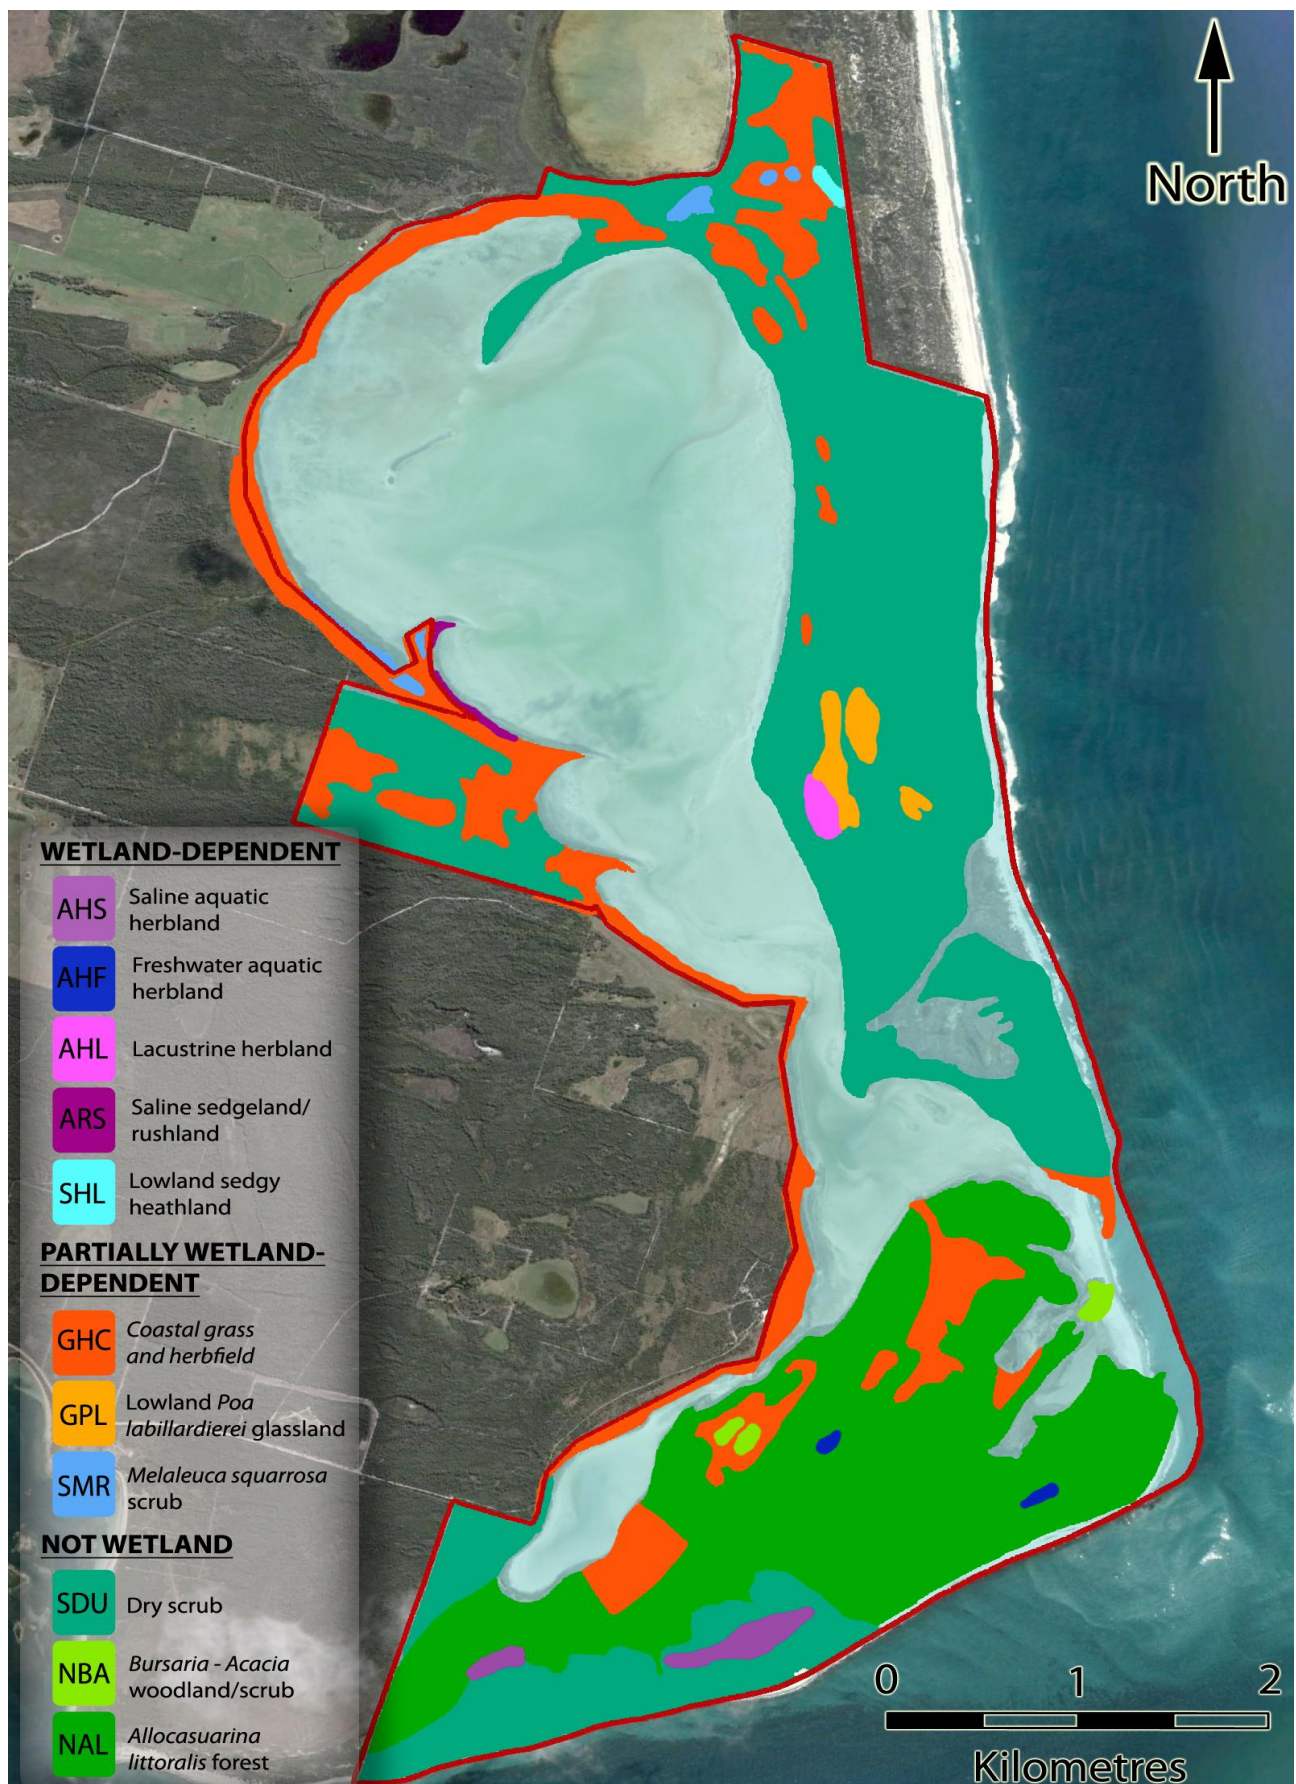 North
WETLAND-DEPENDENT
AHS Saline aquatic
herbland
AHF Freshwater aquatic
herbland
AHL Lacustrine herbland
ARS Saline sedgeland/
rushland
SHL Lowland sedgy
heathland
PARTIALLY WETLAND-
DEPENDENT
GHC Coastal grass
and herbfield
GPL Lowland Poa
labillardierei glassland
SMR Melaleuca squarrosa
scrub
NOT WETLAND
SDU Dry scrub
NBA Bursaria - Acacia
woodland/scrub
NAL Allocasuarina
littoralis forest
0 1 2
Kilometres